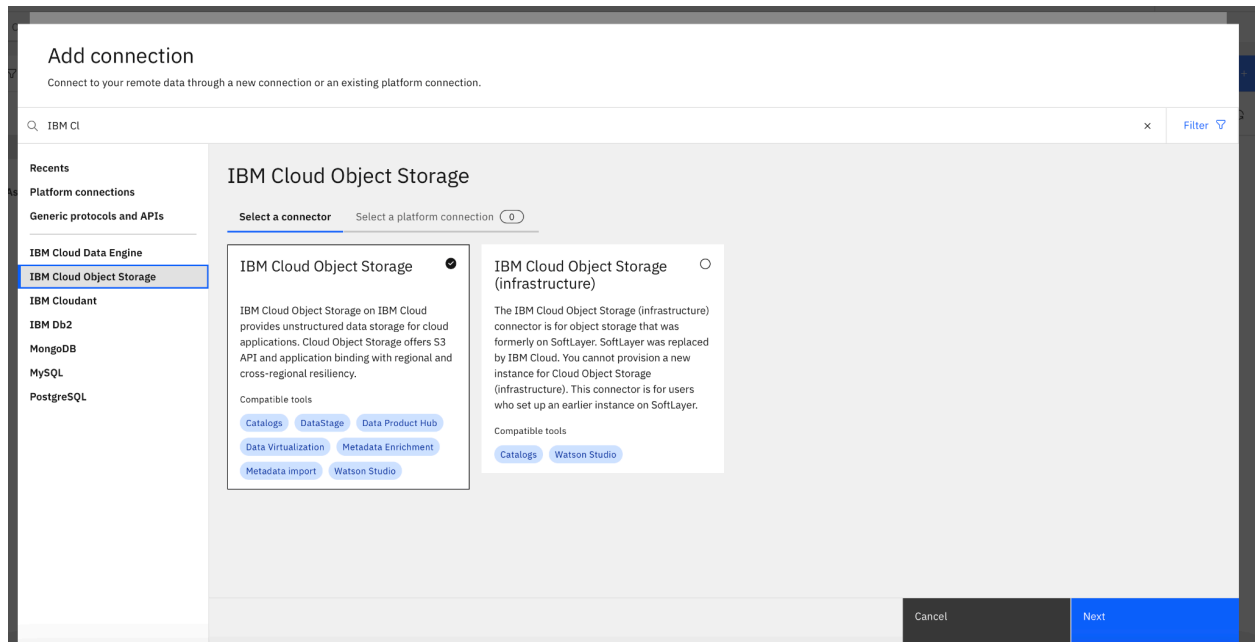 Add connection
Connect to your remote data through a new connection or an existing platform connection.
IBM Cl
Filter
Recents
Platform connections
Generic protocols and APIs
IBM Cloud Data Engine
IBM Cloud Object Storage
IBM Cloudant
IBM Db2
MongoDB
MySQL
PostgreSQL
IBM Cloud Object Storage
Select a connector
Select a platform connection 0
IBM Cloud Object Storage
IBM Cloud Object Storage on IBM Cloud
provides unstructured data storage for cloud
applications. Cloud Object Storage offers S3
API and application binding with regional and
cross-regional resiliency.
Compatible tools
Catalogs DataStage Data Product Hub
Data Virtualization Metadata Enrichment
Metadata import Watson Studio
IBM Cloud Object Storage
(infrastructure)
The IBM Cloud Object Storage (infrastructure)
connector is for object storage that was
formerly on SoftLayer. SoftLayer was replaced
by IBM Cloud. You cannot provision a new
instance for Cloud Object Storage
(infrastructure). This connector is for users
who set up an earlier instance on SoftLayer.
Compatible tools
Catalogs Watson Studio
Cancel
Next